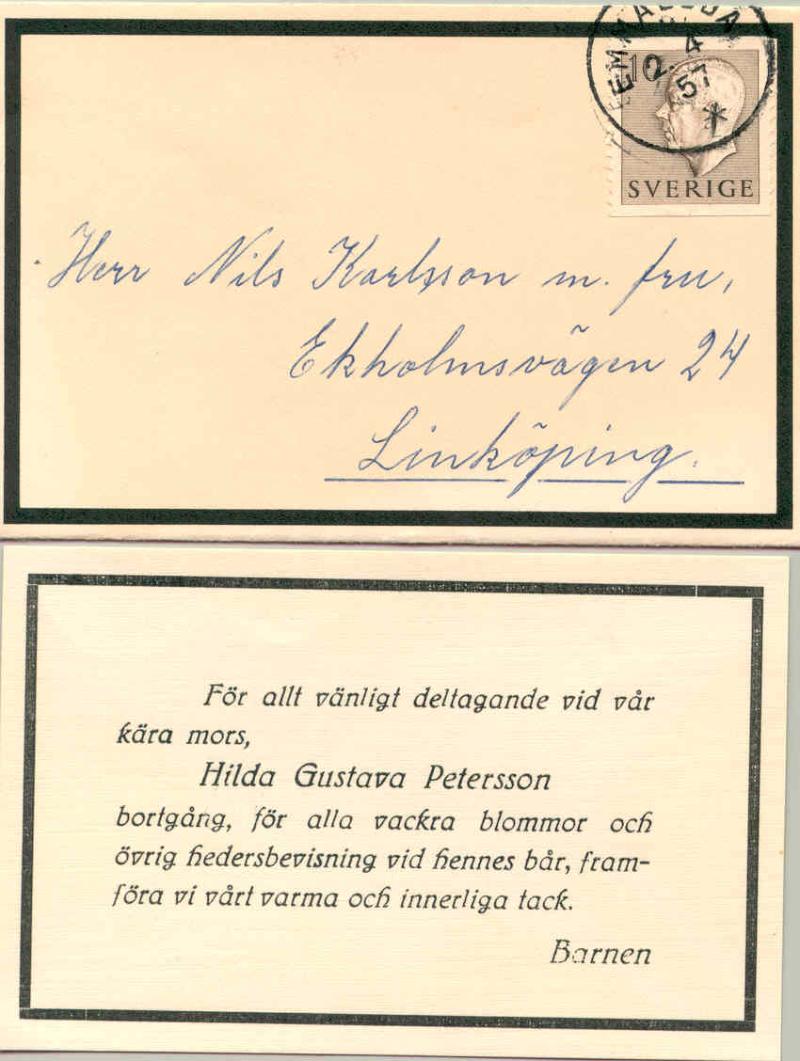 EMMABODA
2. 4
57
10
SVERIGE
Herr Nils Karlsson m. fru,
Ekholmsvägen 24
Linköping.
För allt vänligt deltagande vid vår
kära mors,
Hilda Gustava Petersson
bortgång, för alla vackra blommor och
övrig hedersbevisning vid hennes bår, fram-
föra vi vårt varma och innerliga tack.
Barnen